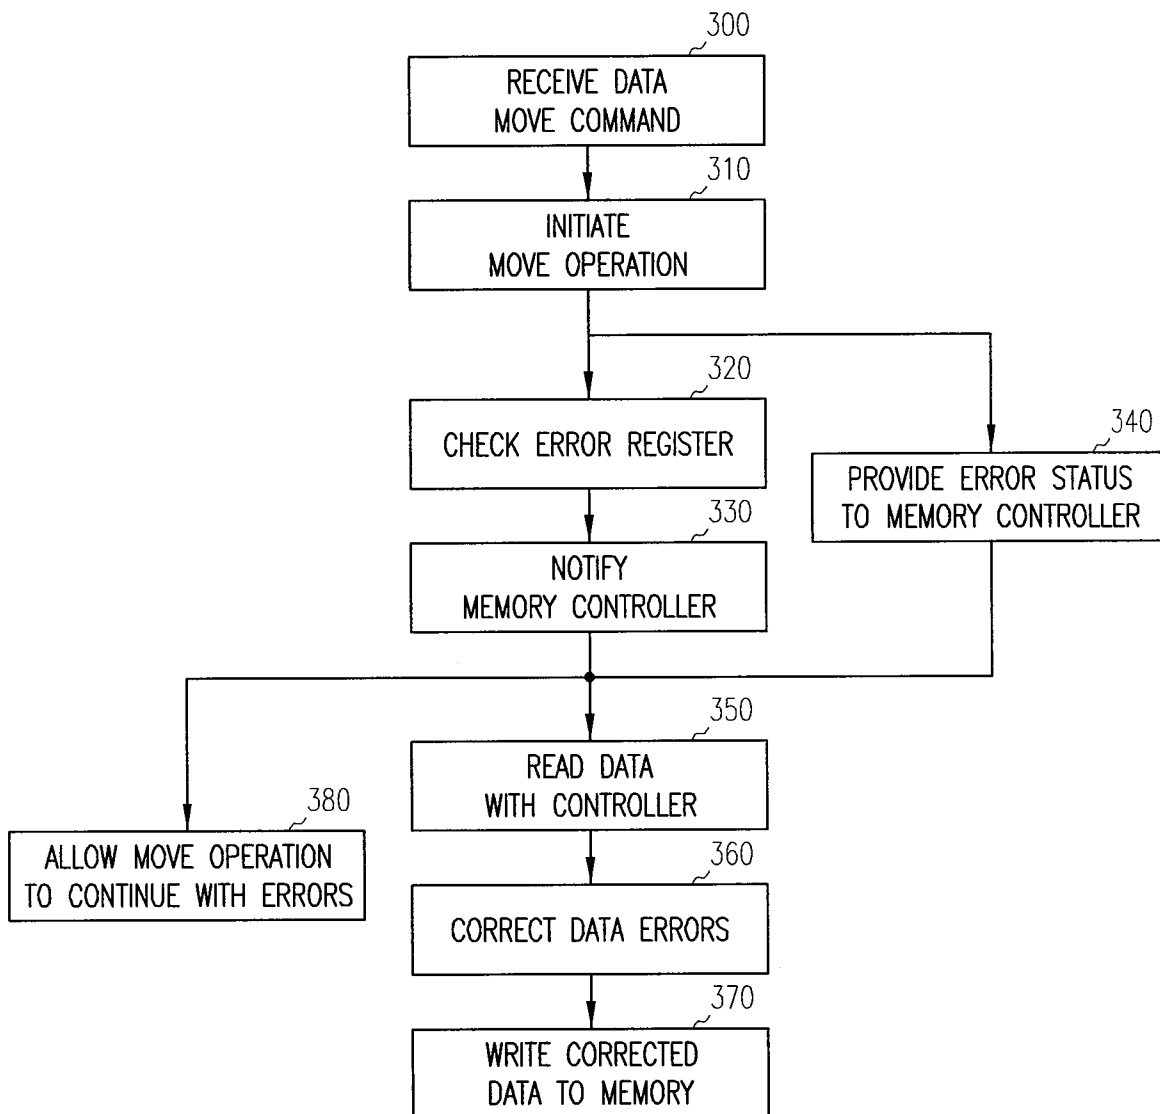 300
RECEIVE DATA
MOVE COMMAND
310
INITIATE
MOVE OPERATION
320
CHECK ERROR REGISTER
340
PROVIDE ERROR STATUS
TO MEMORY CONTROLLER
330
NOTIFY
MEMORY CONTROLLER
350
READ DATA
WITH CONTROLLER
380
ALLOW MOVE OPERATION
TO CONTINUE WITH ERRORS
360
CORRECT DATA ERRORS
370
WRITE CORRECTED
DATA TO MEMORY